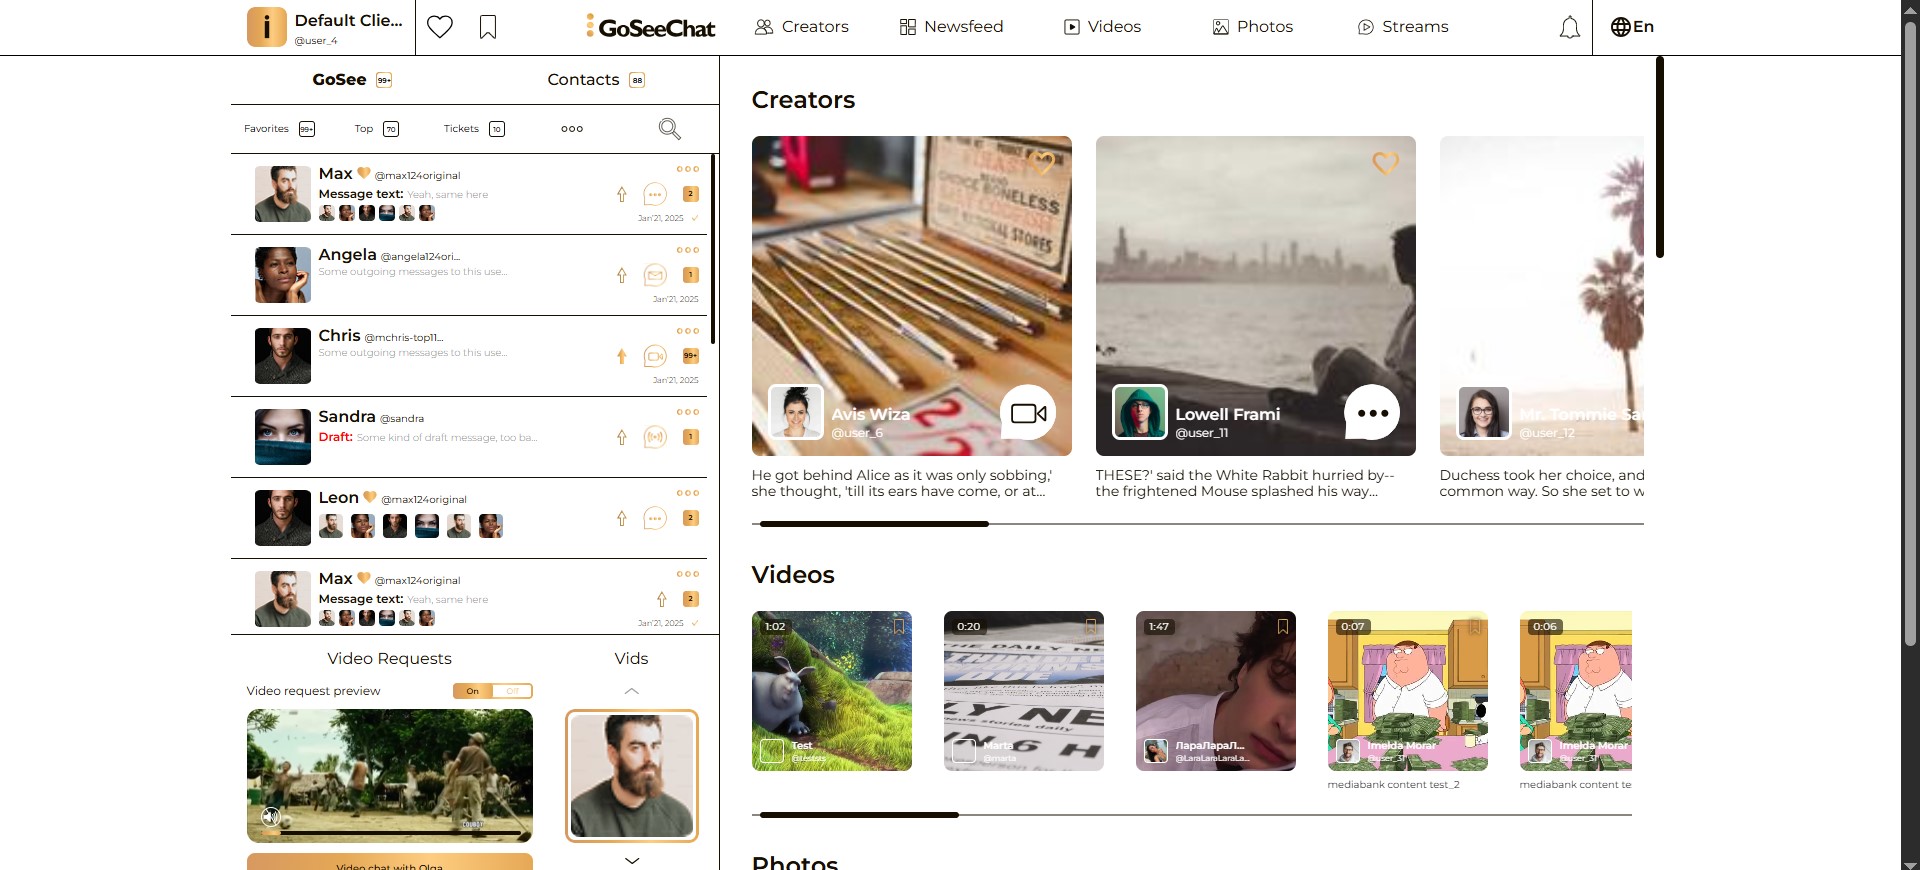 Default Clie...
@user_4
GoSeeChat
Creators
Newsfeed
Videos
Photos
Streams
En
GoSee 99+
Contacts 88
Favorites 99+
Top 70
Tickets 10
Max @max124original
Message text: Yeah, same here
2
Jan'21, 2025
Angela @angela124ori...
Some outgoing messages to this use...
1
Jan'21, 2025
Chris @mchris-top11...
Some outgoing messages to this use...
99+
Jan'21, 2025
Sandra @sandra
Draft: Some kind of draft message, too ba...
1
Leon @max124original
2
Max @max124original
Message text: Yeah, same here
2
Jan'21, 2025
Video Requests
Vids
Video request preview
On
Off
Video chat with Olga
Creators
BONELESS
STORES
Avis Wiza
@user_6
He got behind Alice as it was only sobbing,'
she thought, 'till its ears have come, or at...
Lowell Frami
@user_11
THESE?' said the White Rabbit hurried by--
the frightened Mouse splashed his way...
Mr. Tommie Sa
@user_12
Duchess took her choice, and
common way. So she set to w
Videos
1:02
Test
@teststs
0:20
THE DAILY NE
news stories daily
Marta
@marta
1:47
ЛараЛараЛ...
@LaraLaraLaraLa...
0:07
Imelda Morar
@user_31
mediabank content test_2
0:06
Imelda Morar
@user_31
mediabank content te
Photos